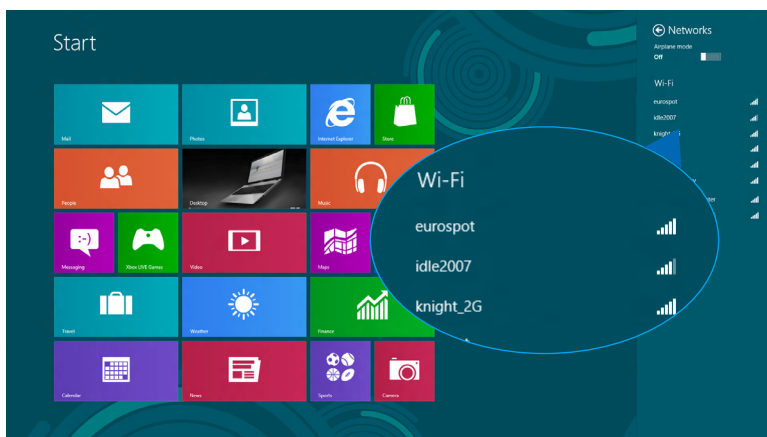 Start
Networks
Airplane mode
Off
Wi-Fi
eurospot
idle2007
Mail
Photos
Internet Explorer
Store
People
Desktop
Music
Messaging
Xbox LIVE Games
Video
Maps
Travel
Weather
Finance
Calendar
News
Sports
Camera
Wi-Fi
eurospot
idle2007
knight_2G